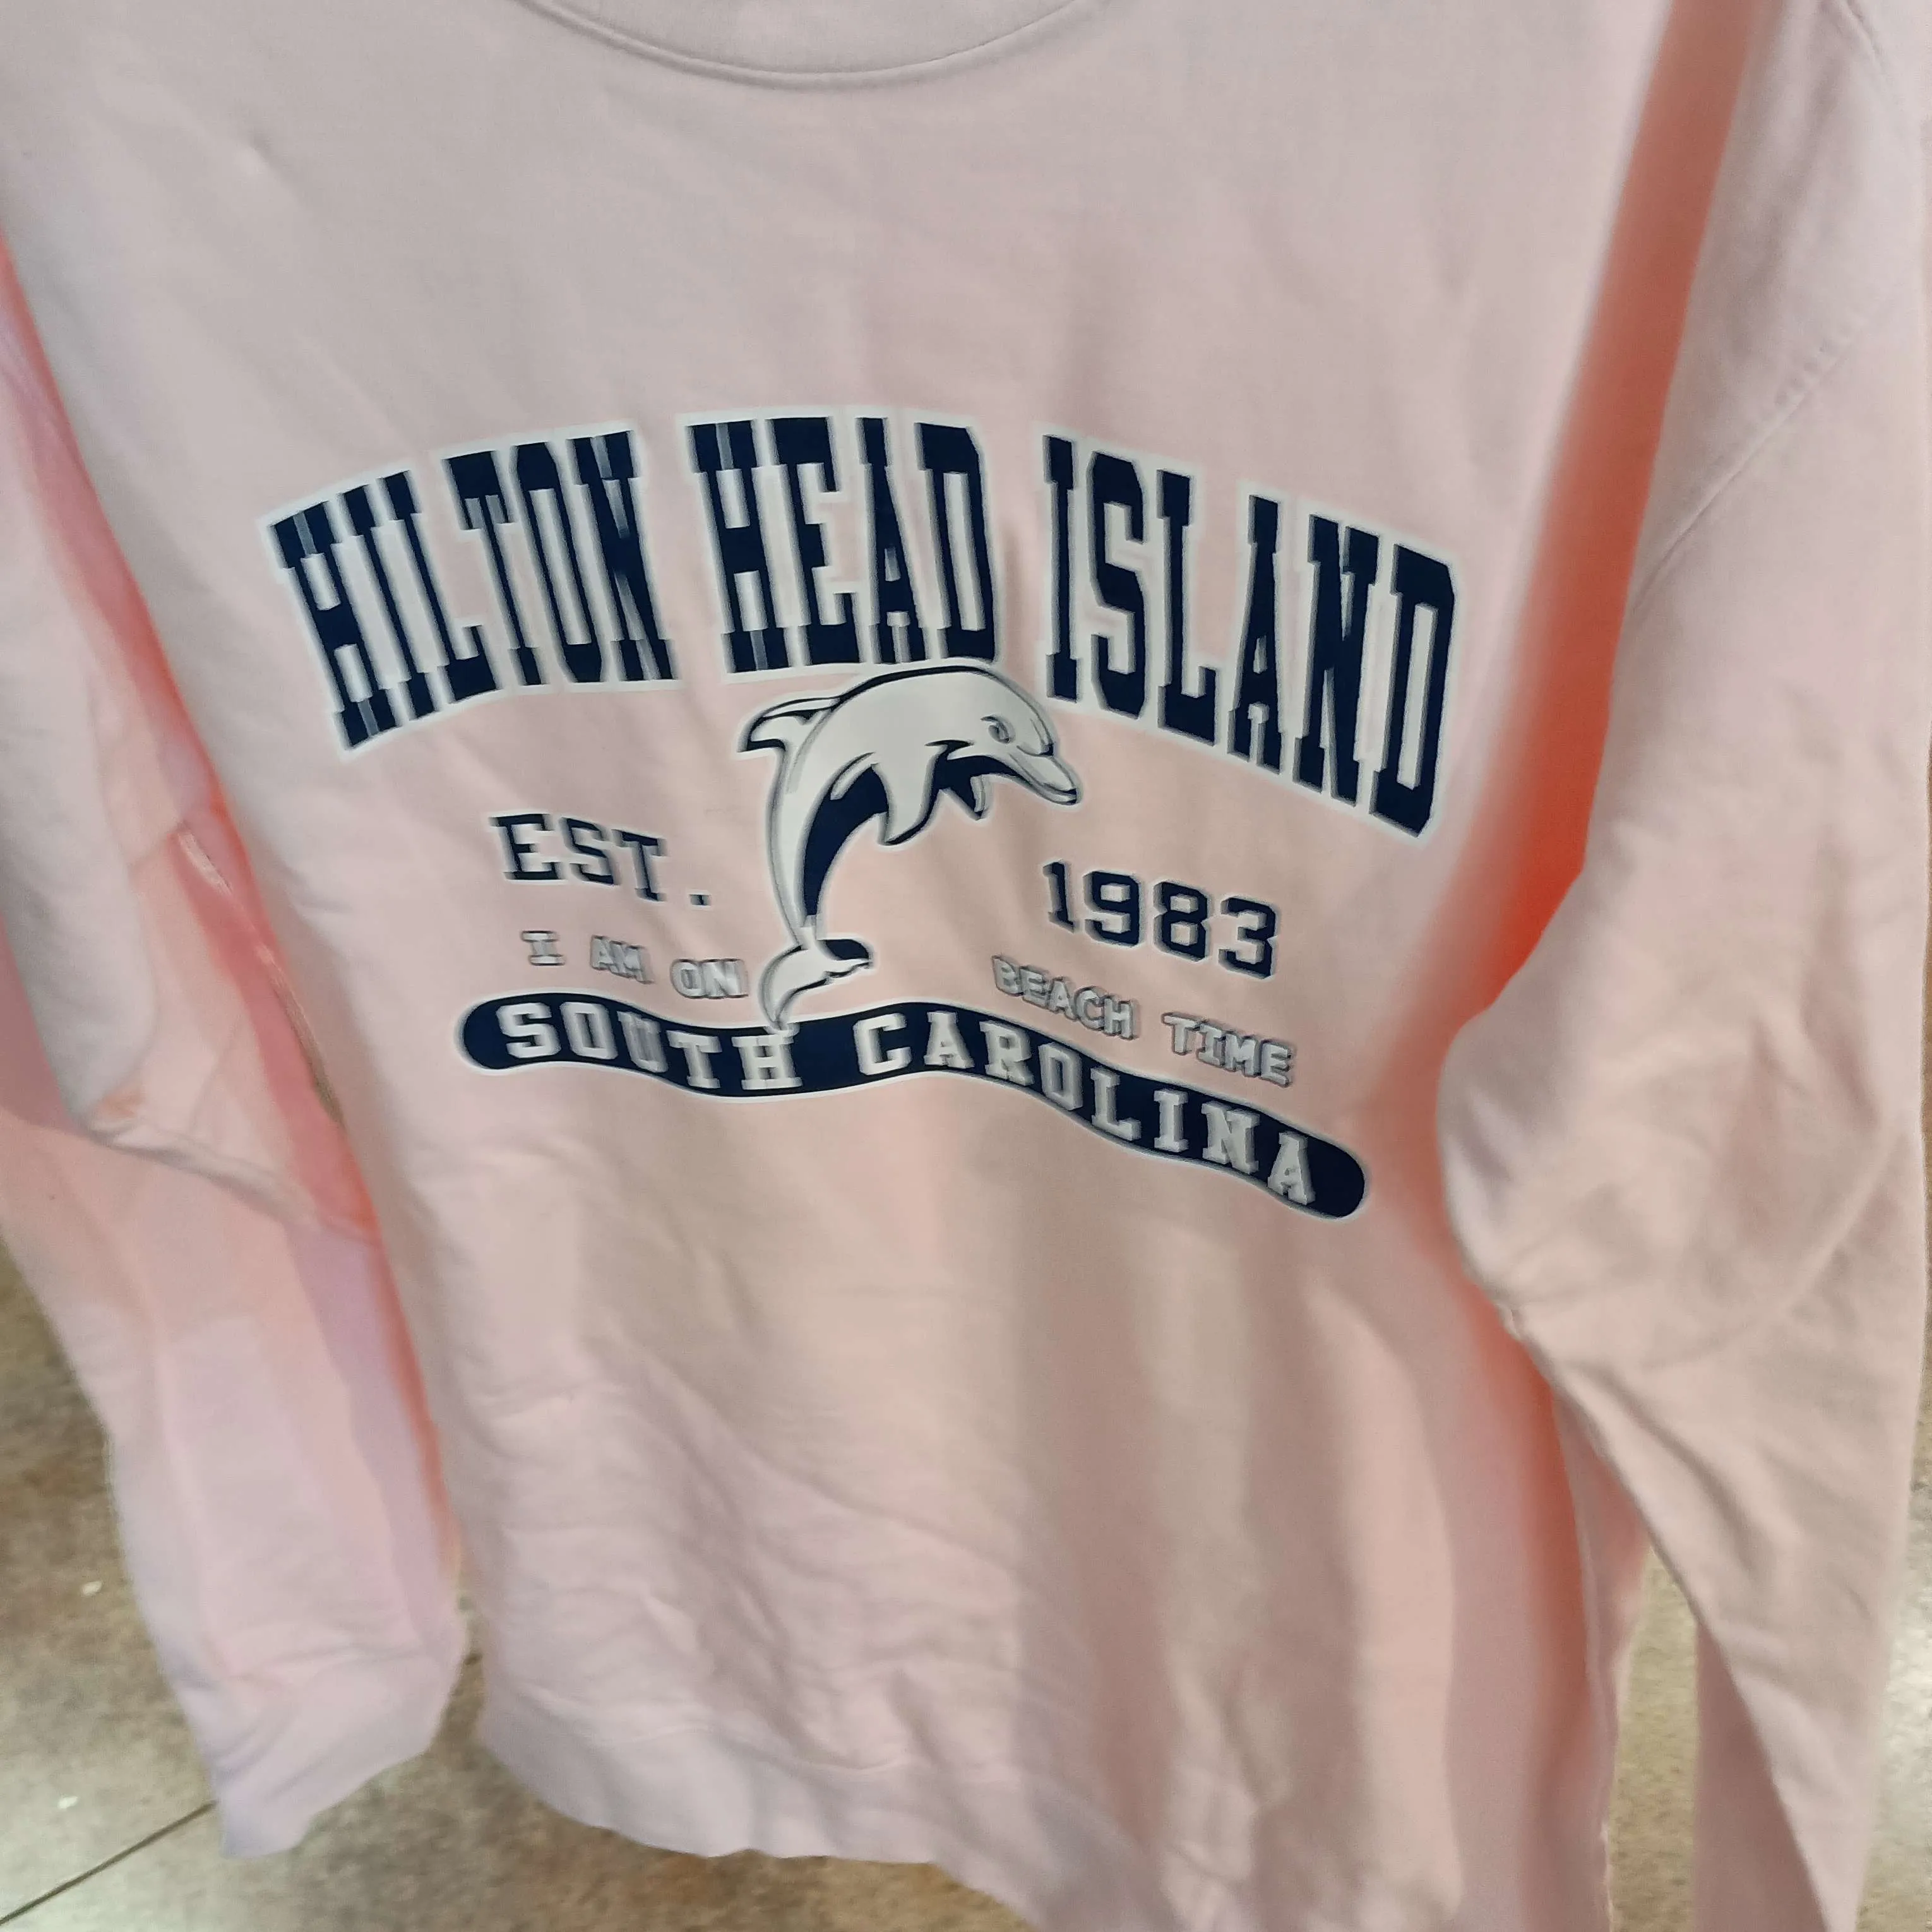 HILTON HEAD ISLAND
EST. 1983
I AM ON BEACH TIME
SOUTH CAROLINA